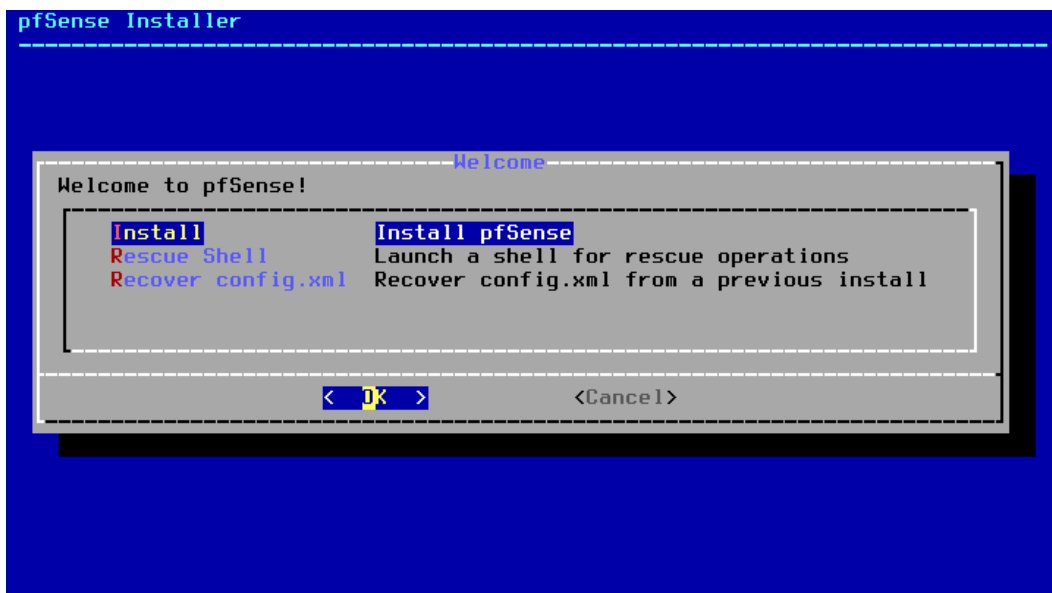 pfSense Installer
Welcome
Welcome to pfSense!
Install Install pfSense
Rescue Shell Launch a shell for rescue operations
Recover config.xml Recover config.xml from a previous install
< OK > <Cancel>